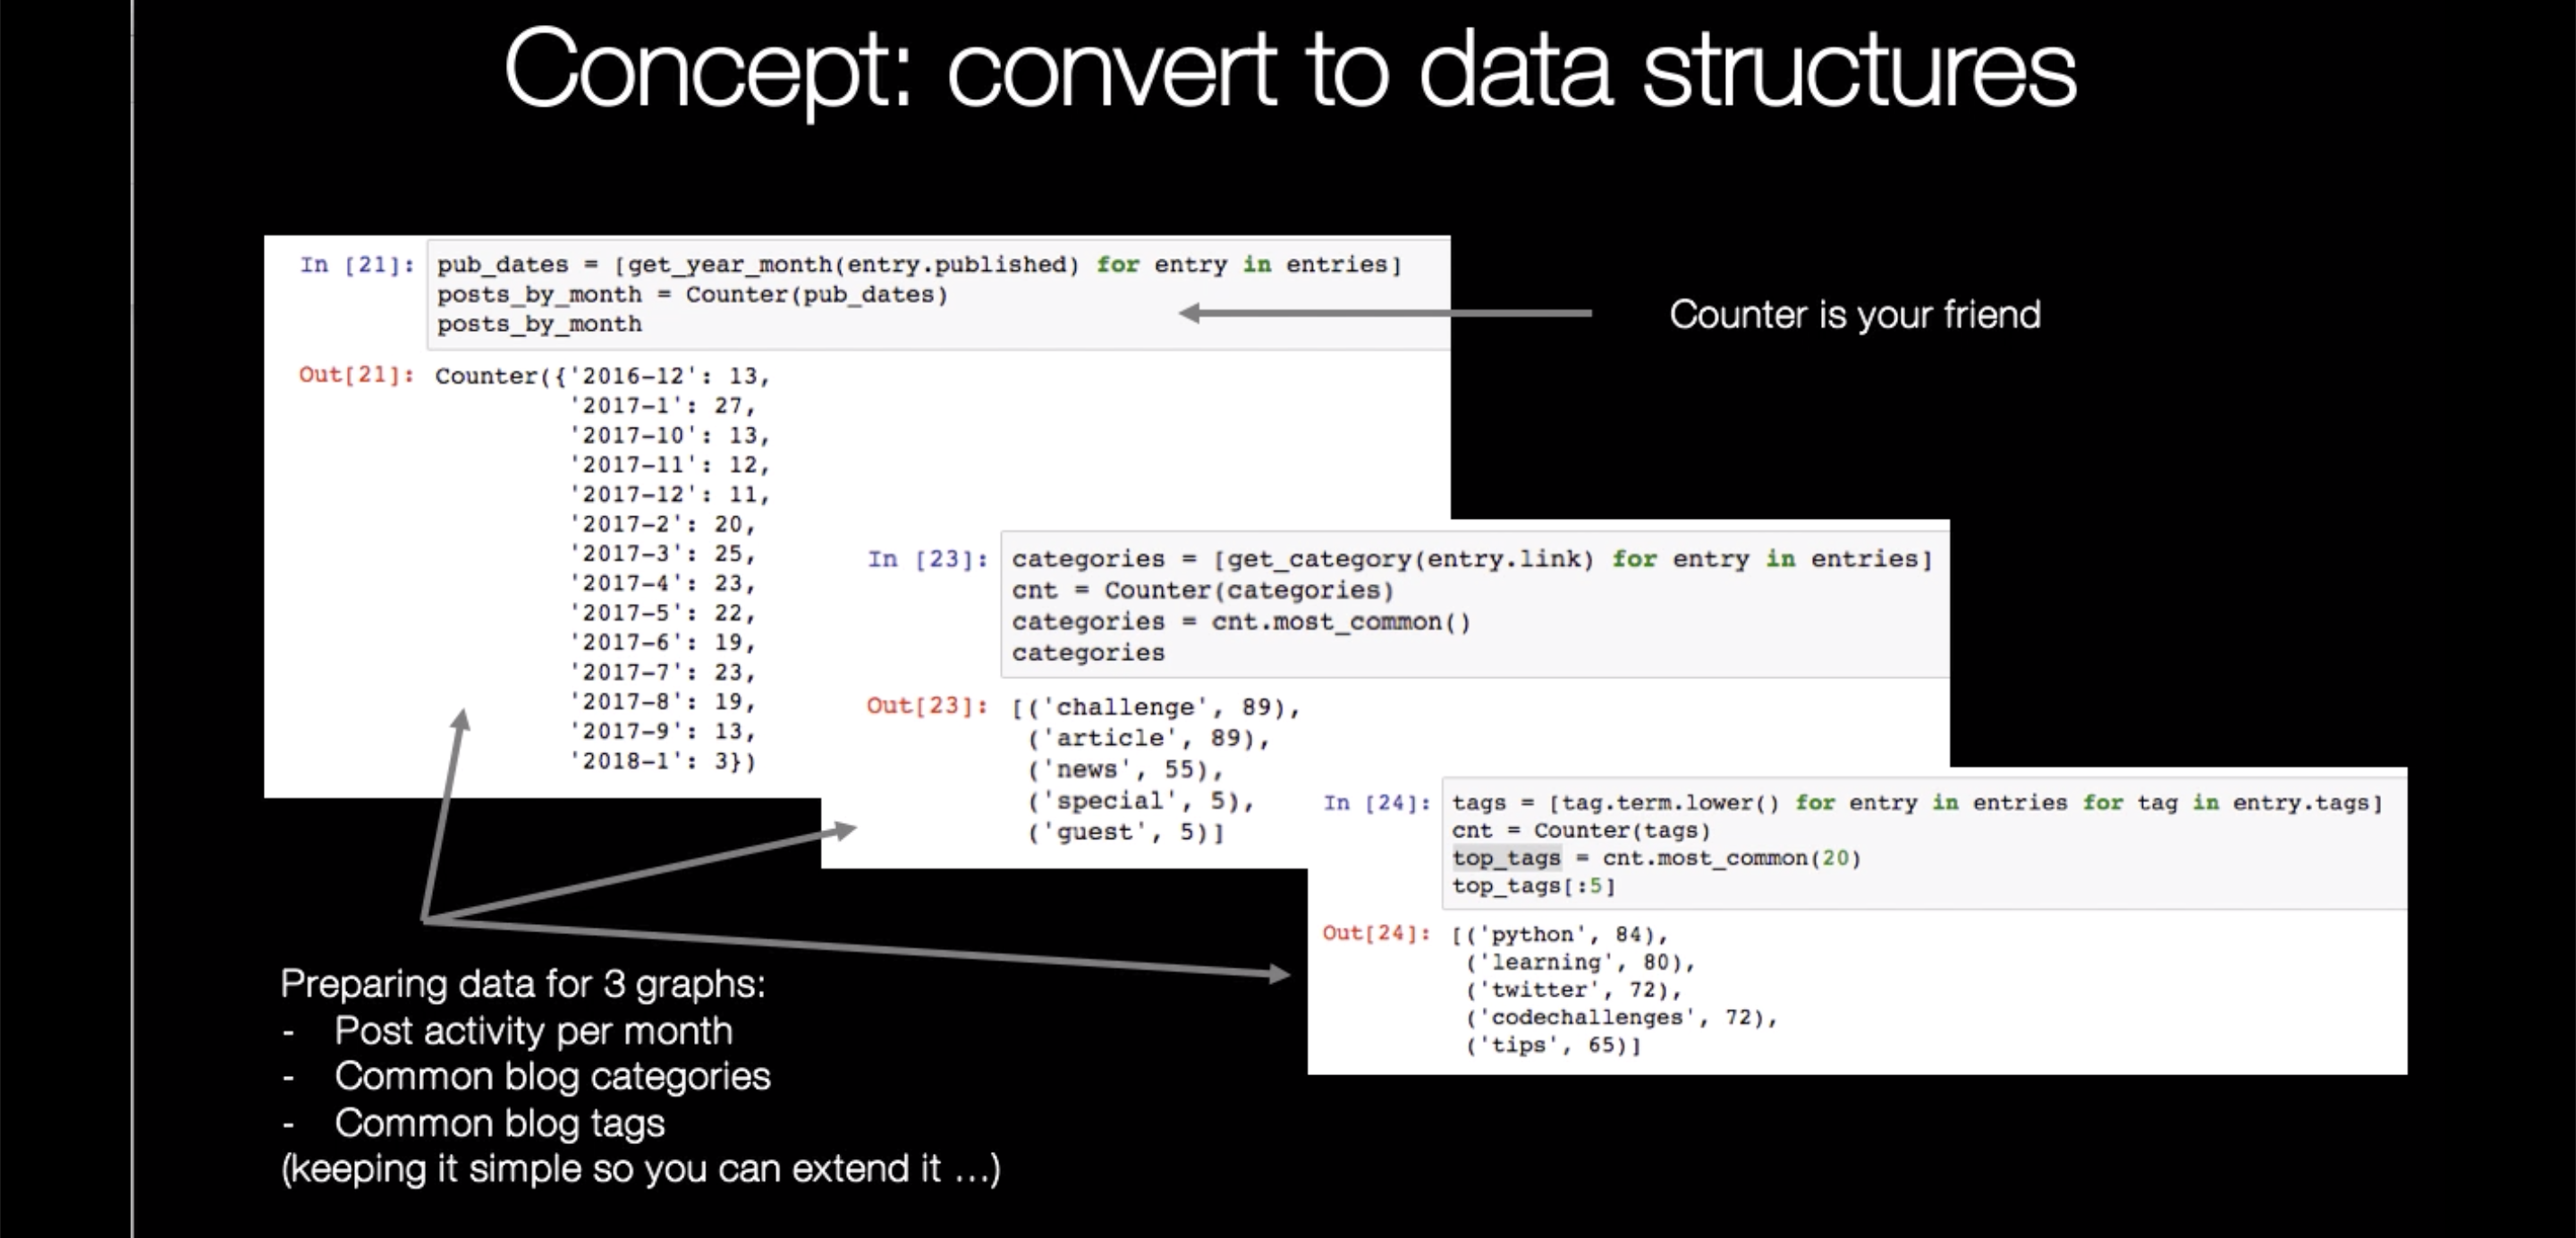 Concept: convert to data structures
In [21]: pub_dates = [get_year_month(entry.published) for entry in entries]
posts_by_month = Counter(pub_dates)
posts_by_month
Counter is your friend
Out[21]: Counter({'2016-12': 13,
'2017-1': 27,
'2017-10': 13,
'2017-11': 12,
'2017-12': 11,
'2017-2': 20,
'2017-3': 25,
'2017-4': 23,
'2017-5': 22,
'2017-6': 19,
'2017-7': 23,
'2017-8': 19,
'2017-9': 13,
'2018-1': 3})
In [23]: categories = [get_category(entry.link) for entry in entries]
cnt = Counter(categories)
categories = cnt.most_common()
categories
Out[23]: [('challenge', 89),
('article', 89),
('news', 55),
('special', 5),
('guest', 5)]
In [24]: tags = [tag.term.lower() for entry in entries for tag in entry.tags]
cnt = Counter(tags)
top_tags = cnt.most_common(20)
top_tags[:5]
Out[24]: [('python', 84),
('learning', 80),
('twitter', 72),
('codechallenges', 72),
('tips', 65)]
Preparing data for 3 graphs:
- Post activity per month
- Common blog categories
- Common blog tags
(keeping it simple so you can extend it ...)